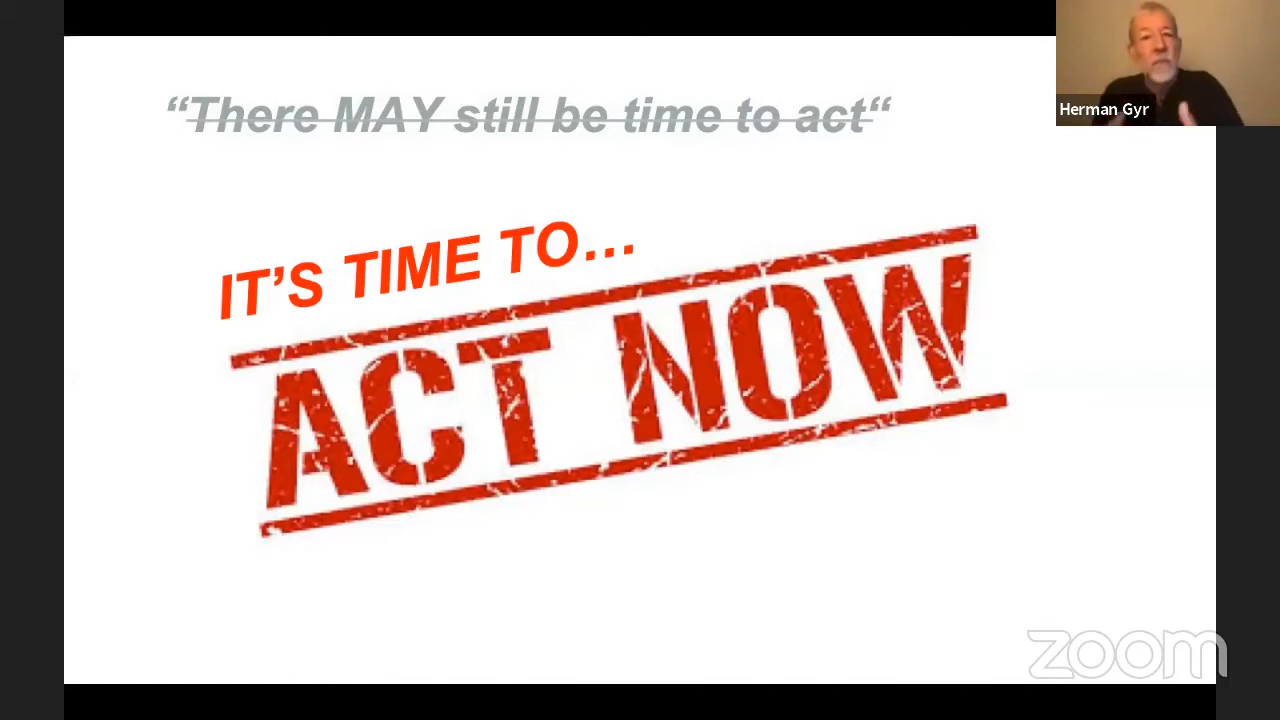 “There MAY still be time to act“
Herman Gyr
IT’S TIME TO…
ACT NOW
zoom